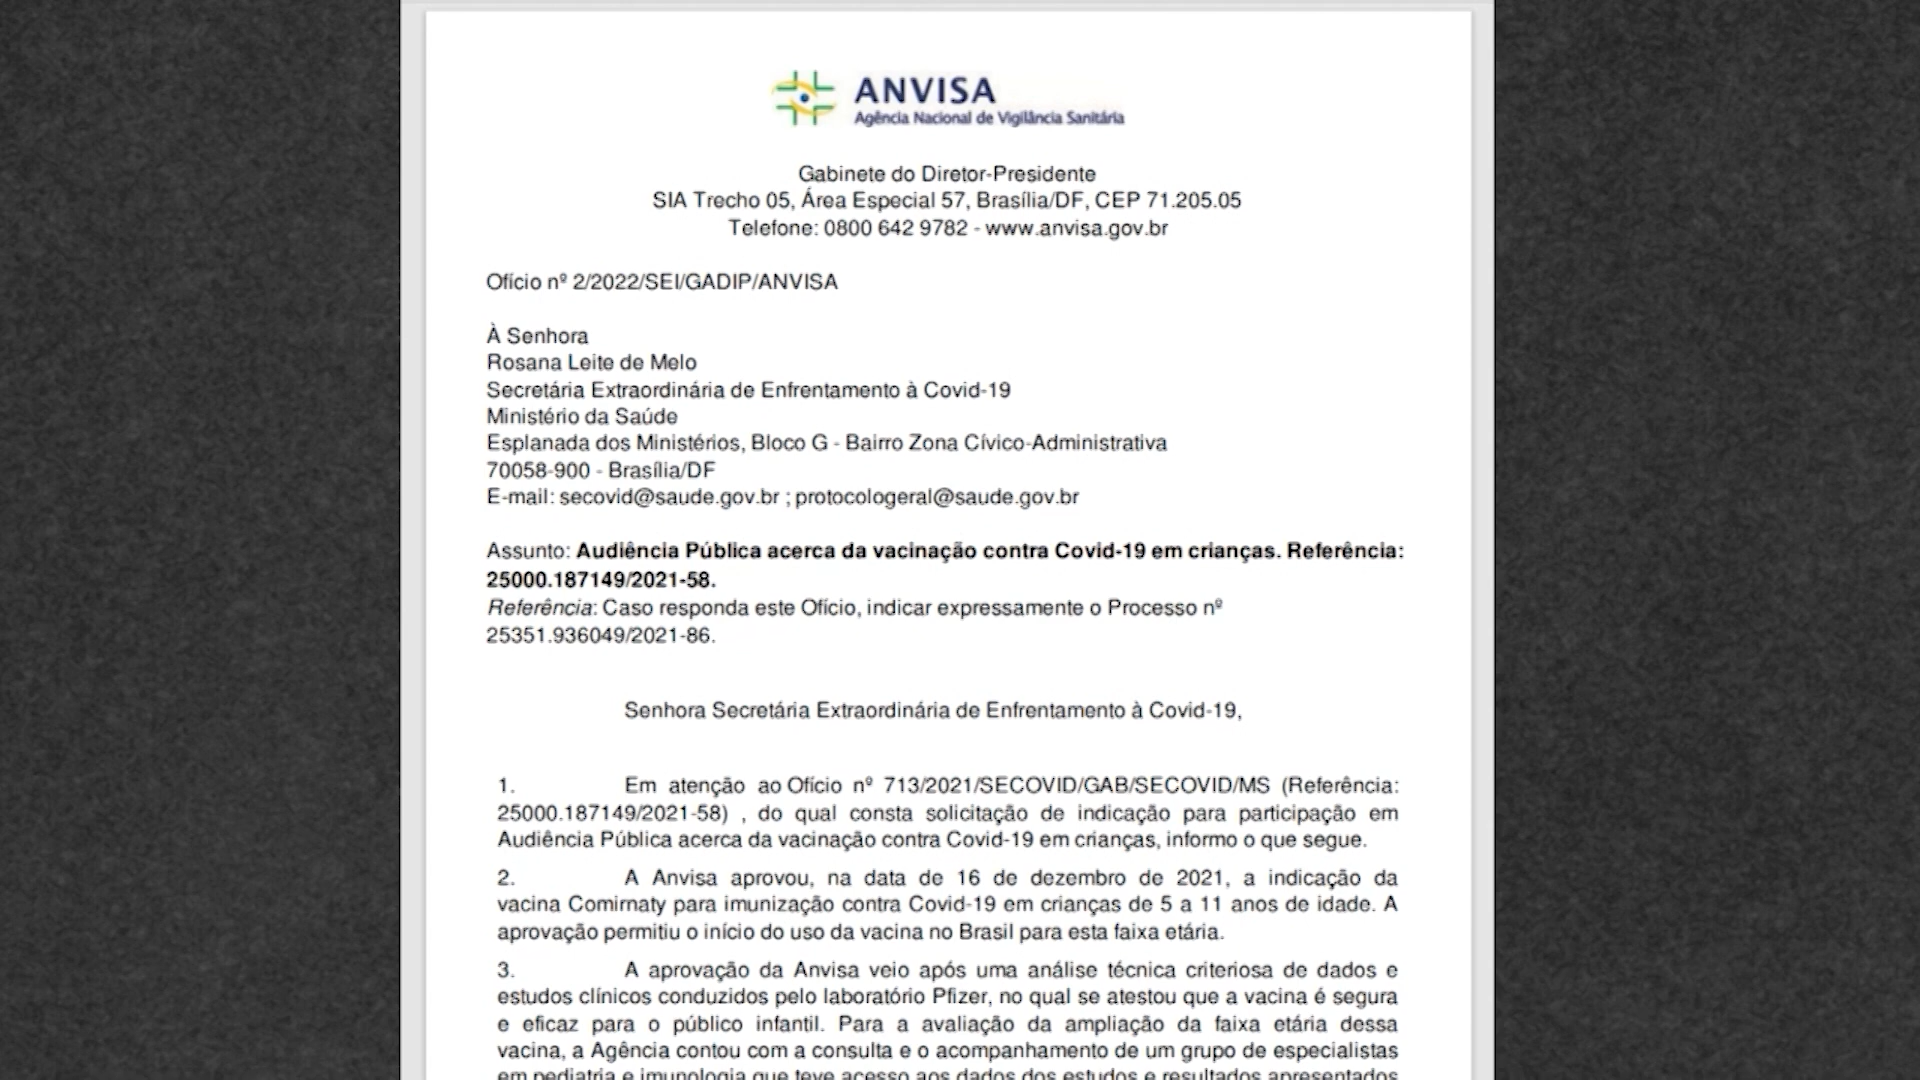 ANVISA
Agência Nacional de Vigilância Sanitária
Gabinete do Diretor-Presidente
SIA Trecho 05, Área Especial 57, Brasília/DF, CEP 71.205.05
Telefone: 0800 642 9782 - www.anvisa.gov.br
Ofício nº 2/2022/SEI/GADIP/ANVISA
À Senhora
Rosana Leite de Melo
Secretária Extraordinária de Enfrentamento à Covid-19
Ministério da Saúde
Esplanada dos Ministérios, Bloco G - Bairro Zona Cívico-Administrativa
70058-900 - Brasília/DF
E-mail: secovid@saude.gov.br ; protocologeral@saude.gov.br
Assunto: Audiência Pública acerca da vacinação contra Covid-19 em crianças. Referência:
25000.187149/2021-58.
Referência: Caso responda este Ofício, indicar expressamente o Processo nº
25351.936049/2021-86.
Senhora Secretária Extraordinária de Enfrentamento à Covid-19,
1. Em atenção ao Ofício nº 713/2021/SECOVID/GAB/SECOVID/MS (Referência:
25000.187149/2021-58) , do qual consta solicitação de indicação para participação em
Audiência Pública acerca da vacinação contra Covid-19 em crianças, informo o que segue.
2. A Anvisa aprovou, na data de 16 de dezembro de 2021, a indicação da
vacina Comirnaty para imunização contra Covid-19 em crianças de 5 a 11 anos de idade. A
aprovação permitiu o início do uso da vacina no Brasil para esta faixa etária.
3. A aprovação da Anvisa veio após uma análise técnica criteriosa de dados e
estudos clínicos conduzidos pelo laboratório Pfizer, no qual se atestou que a vacina é segura
e eficaz para o público infantil. Para a avaliação da ampliação da faixa etária dessa
vacina, a Agência contou com a consulta e o acompanhamento de um grupo de especialistas
em pediatria e imunologia que teve acesso aos dados dos estudos e resultados apresentados